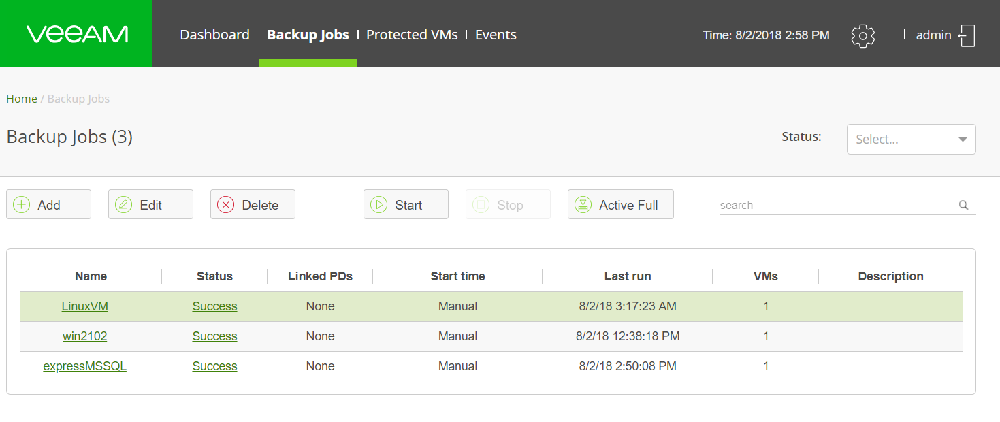 veeAM
Dashboard | Backup Jobs | Protected VMs | Events
Time: 8/2/2018 2:58 PM
| admin
Home / Backup Jobs
Backup Jobs (3)
Status:
Select...
Add Edit Delete Start Stop Active Full search
Name Status Linked PDs Start time Last run VMs Description
LinuxVM Success None Manual 8/2/18 3:17:23 AM 1
win2102 Success None Manual 8/2/18 12:38:18 PM 1
expressMSSQL Success None Manual 8/2/18 2:50:08 PM 1